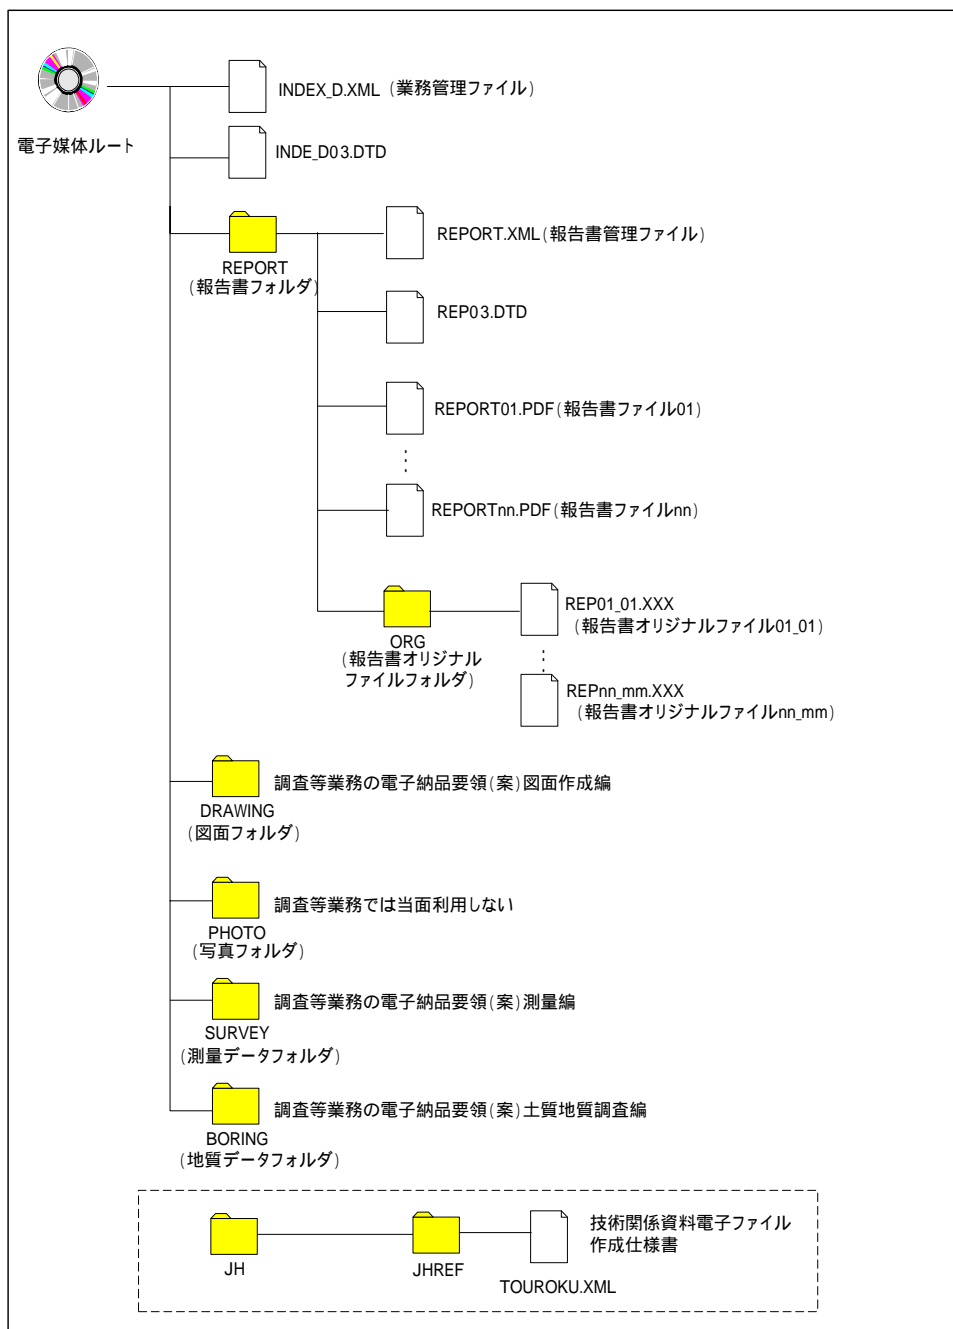 電子媒体ルート
INDEX_D.XML (業務管理ファイル)
INDE_D03.DTD
REPORT
(報告書フォルダ)
REPORT.XML(報告書管理ファイル)
REP03.DTD
REPORT01.PDF(報告書ファイル01)
REPORTnn.PDF(報告書ファイルnn)
ORG
(報告書オリジナル
ファイルフォルダ)
REP01_01.XXX
(報告書オリジナルファイル01_01)
REPnn_mm.XXX
(報告書オリジナルファイルnn_mm)
DRAWING
(図面フォルダ)
調査等業務の電子納品要領(案)図面作成編
PHOTO
(写真フォルダ)
調査等業務では当面利用しない
SURVEY
(測量データフォルダ)
調査等業務の電子納品要領(案)測量編
BORING
(地質データフォルダ)
調査等業務の電子納品要領(案)土質地質調査編
JH
JHREF
TOUROKU.XML
技術関係資料電子ファイル
作成仕様書